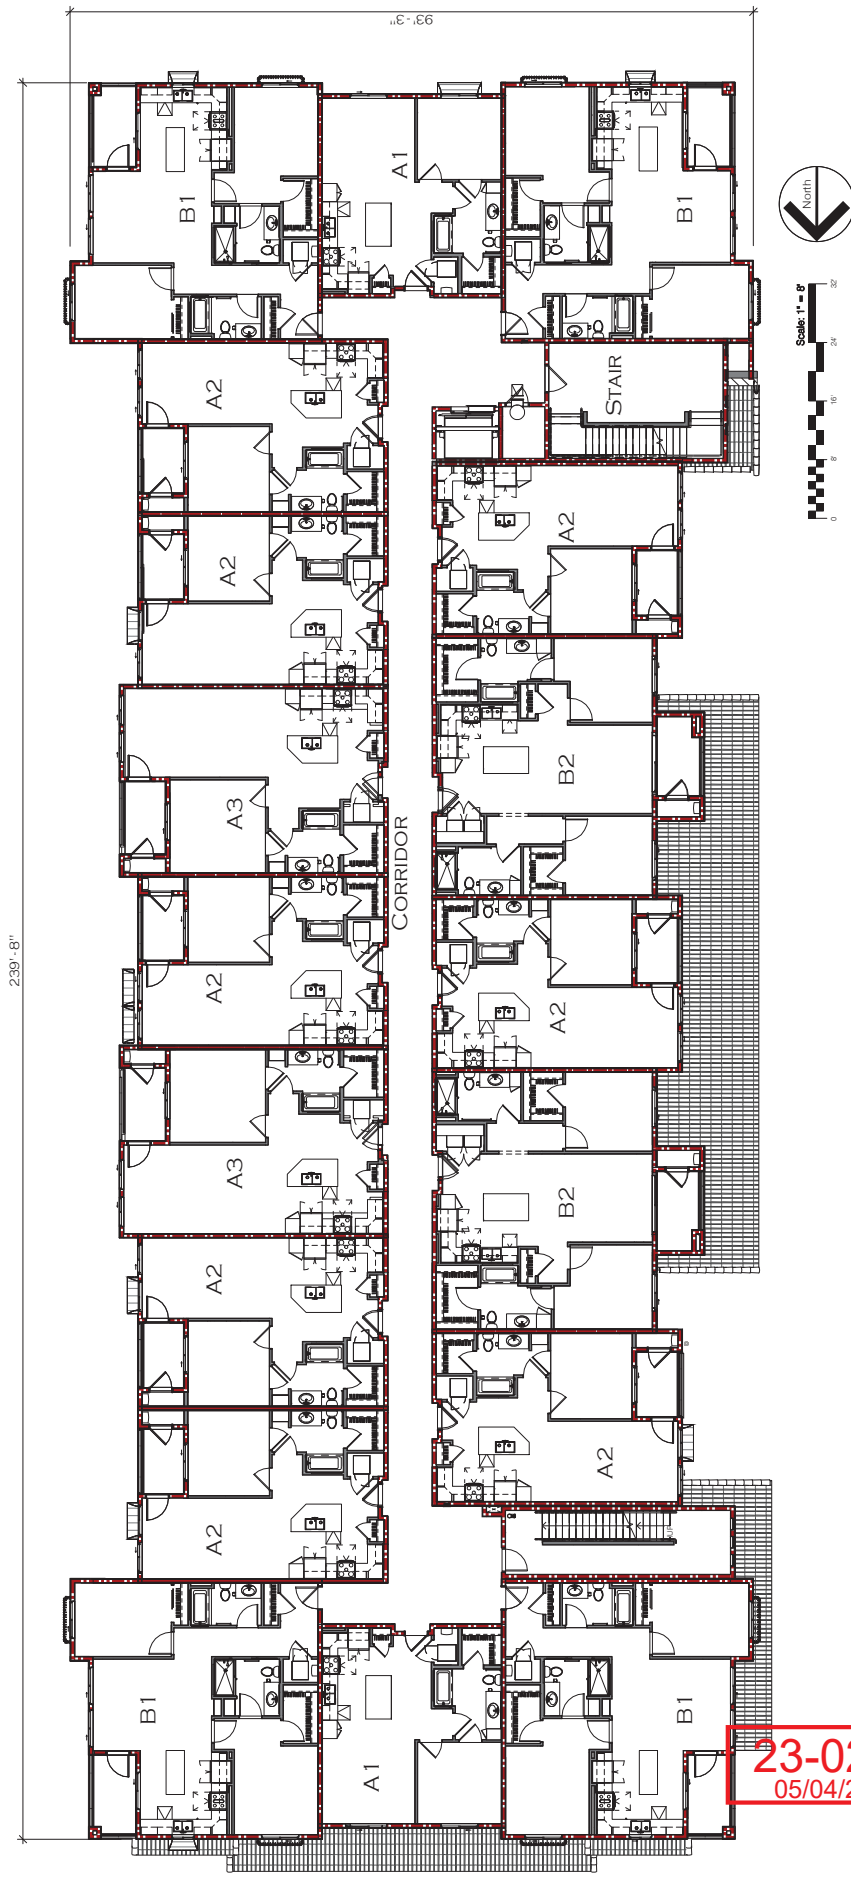 93'-3"
B1
A1
B1
North
Scale: 1" = 8'
32'
24'
16'
8'
0
A2
STAIR
A2
A2
A3
B2
CORRIDOR
239'-8"
A2
A2
A3
B2
A2
A2
A2
UP
B1
A1
B1
23-02
05/04/2